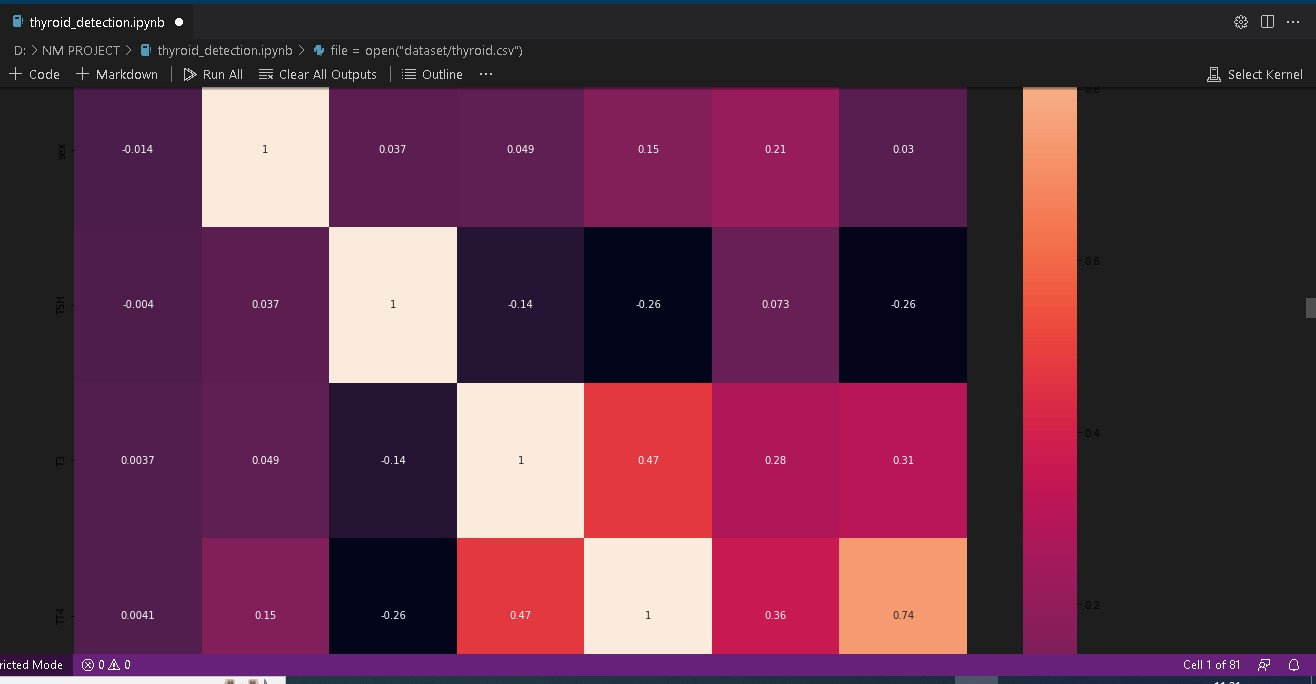 thyroid_detection.ipynb
D: > NM PROJECT > thyroid_detection.ipynb > file = open("dataset/thyroid.csv")
+ Code + Markdown Run All Clear All Outputs Outline ... Select Kernel
0.8
sex -0.014 1 0.037 0.049 0.15 0.21 0.03
0.6
TSH -0.004 0.037 1 -0.14 -0.26 0.073 -0.26
0.4
T3 0.0037 0.049 -0.14 1 0.47 0.28 0.31
0.2
TT4 0.0041 0.15 -0.26 0.47 1 0.36 0.74
ricted Mode 0 0 Cell 1 of 81